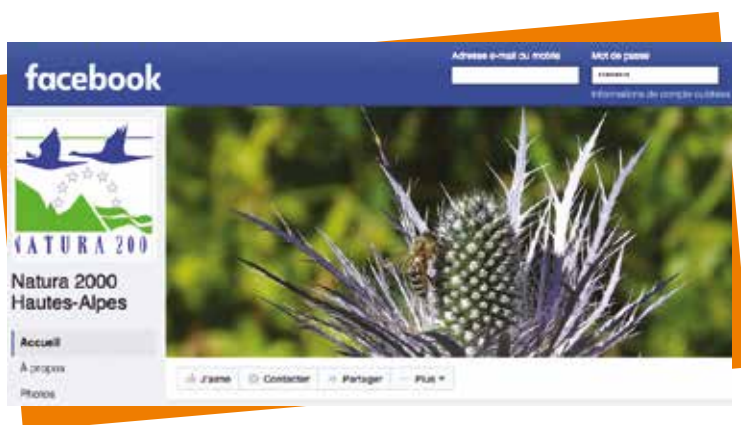 facebook
Adresse e-mail ou mobile
Mot de passe
Informations de compte oubliées
NATURA 200
Natura 2000
Hautes-Alpes
Accueil
À propos
Photos
J'aime
Contacter
Partager
Plus